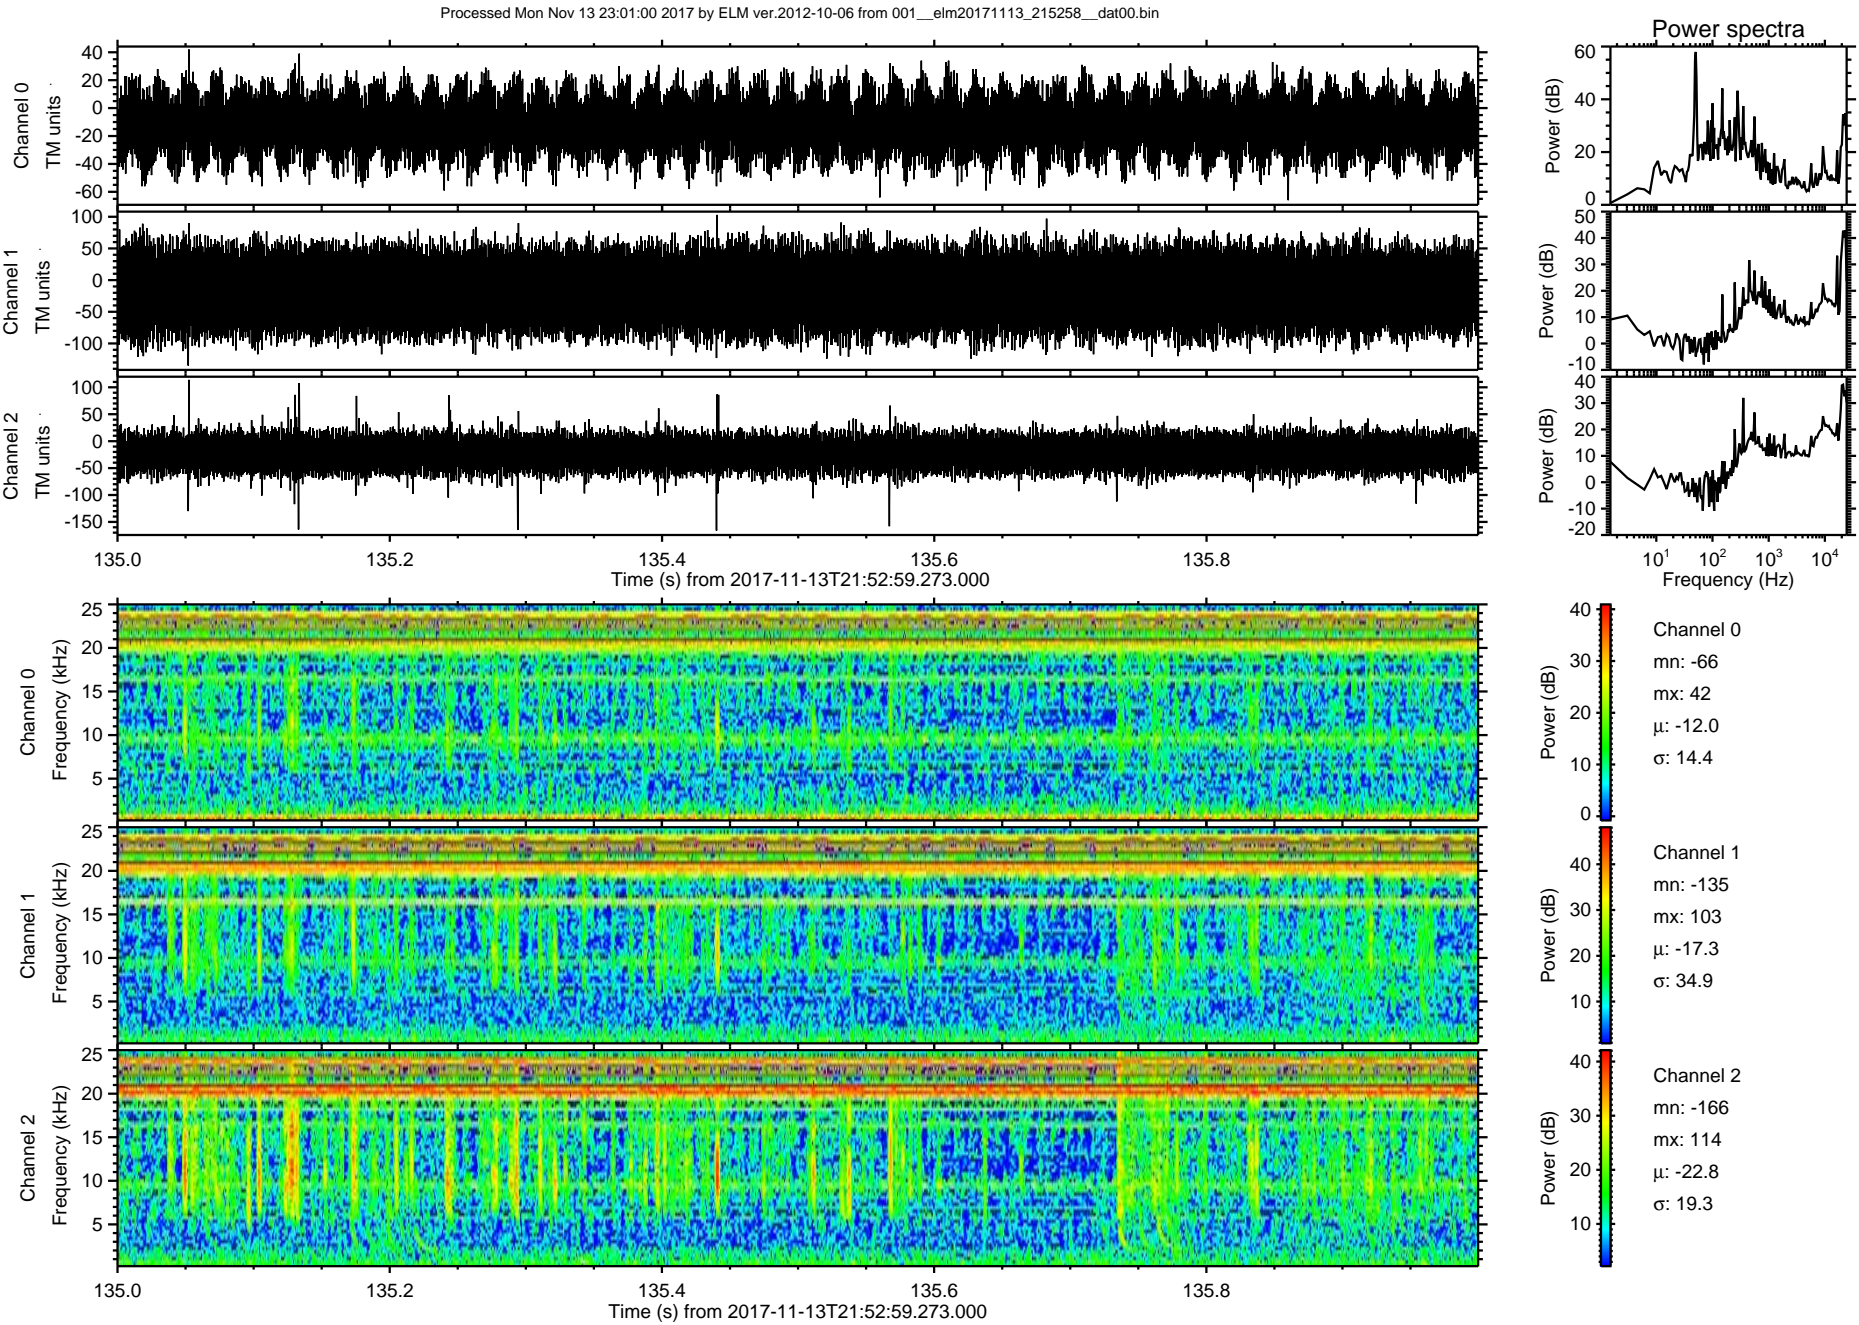 Processed Mon Nov 13 23:01:00 2017 by ELM ver.2012-10-06 from 001__elm20171113_215258__dat00.bin
Power spectra
Channel 0
TM units
40
20
0
-20
-40
-60
Power (dB)
60
40
20
0
Channel 1
TM units
100
50
0
-50
-100
Power (dB)
50
40
30
20
10
0
-10
Channel 2
TM units
100
50
0
-50
-100
-150
Power (dB)
40
30
20
10
0
-10
-20
135.0 135.2 135.4 135.6 135.8
Time (s) from 2017-11-13T21:52:59.273.000
10^1 10^2 10^3 10^4
Frequency (Hz)
Channel 0
Frequency (kHz)
25
20
15
10
5
Power (dB)
40
30
20
10
0
Channel 0
mn: -66
mx: 42
μ: -12.0
σ: 14.4
Channel 1
Frequency (kHz)
25
20
15
10
5
Power (dB)
40
30
20
10
Channel 1
mn: -135
mx: 103
μ: -17.3
σ: 34.9
Channel 2
Frequency (kHz)
25
20
15
10
5
Power (dB)
40
30
20
10
Channel 2
mn: -166
mx: 114
μ: -22.8
σ: 19.3
135.0 135.2 135.4 135.6 135.8
Time (s) from 2017-11-13T21:52:59.273.000